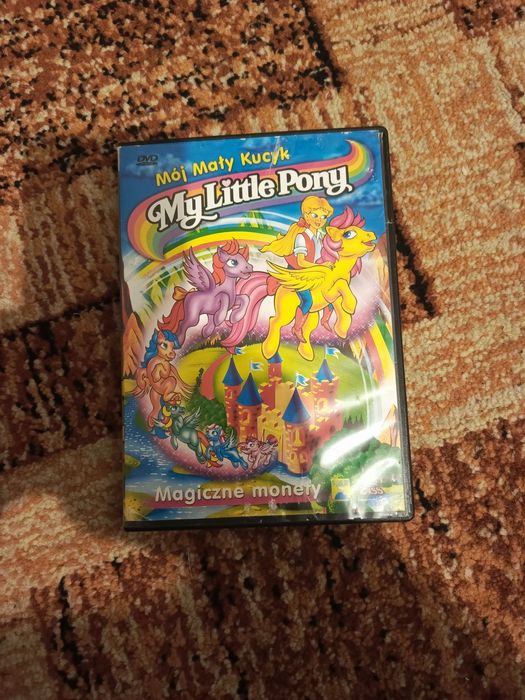 DVD
Mój Mały Kucyk
My Little Pony
Magiczne monety